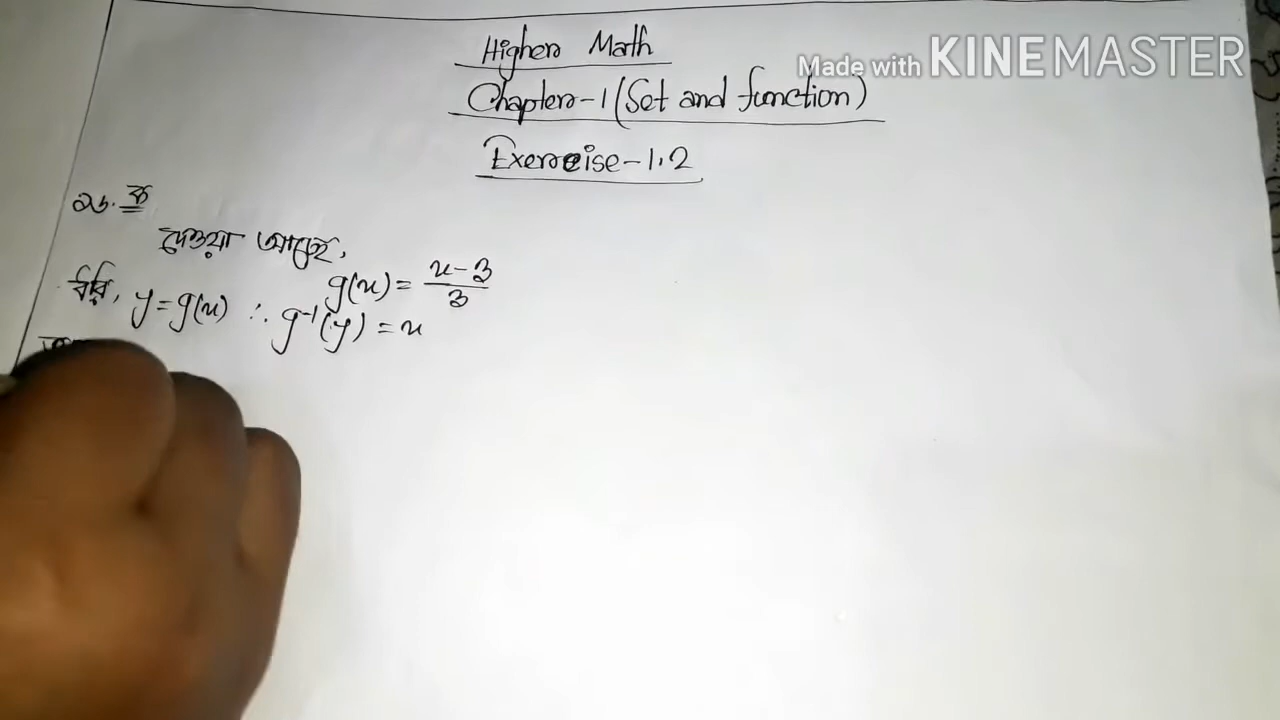 Higher Math
Made with KINEMASTER
Chapter-1 (Set and function)
Exercise-1.2
১৬. ক
দেওয়া আছে,
g(x) = x-3/3
ধরি, y = g(x) ∴ g⁻¹(y) = x